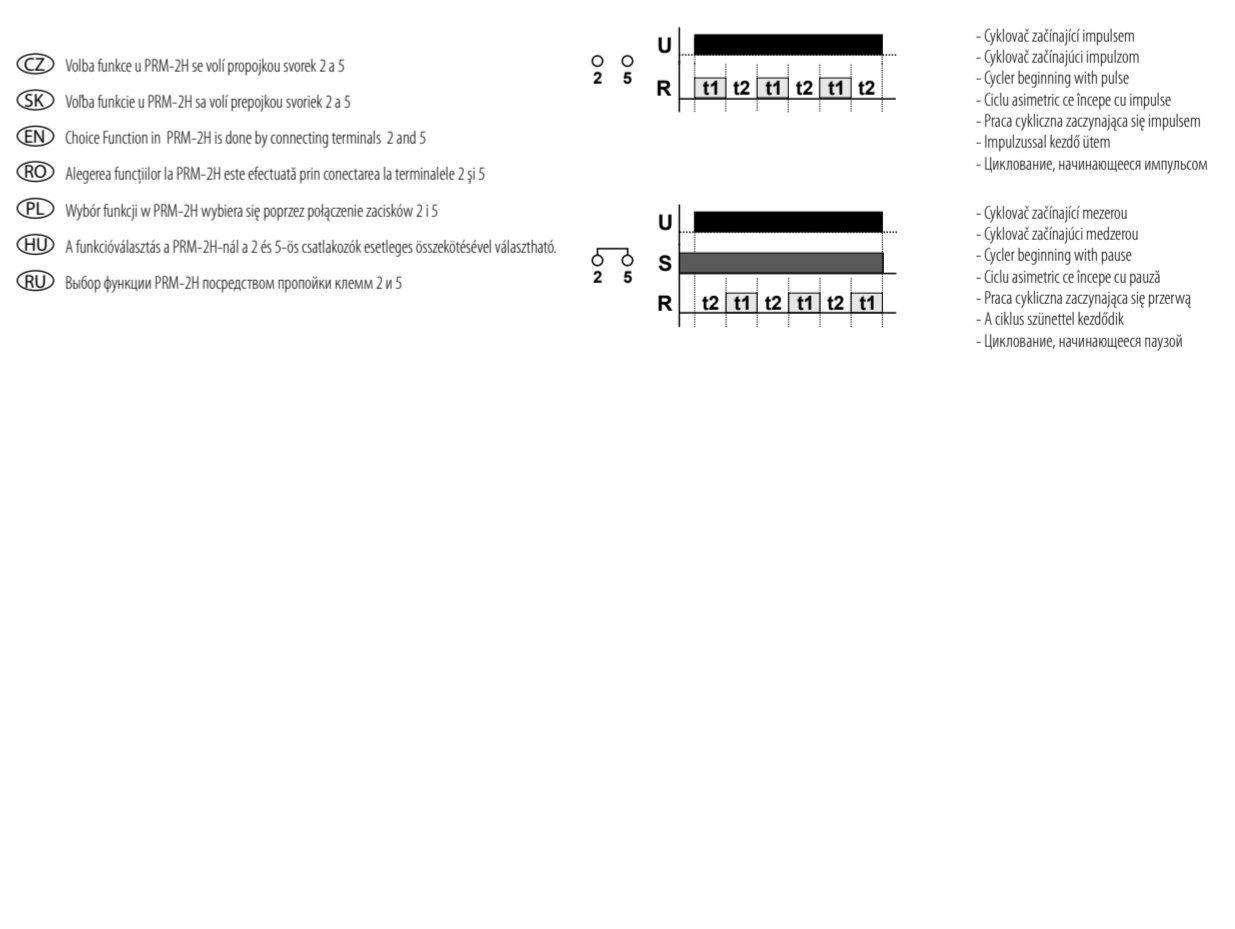 CZ Volba funkce u PRM-2H se volí propojkou svorek 2 a 5
SK Voľba funkcie u PRM-2H sa volí prepojkou svoriek 2 a 5
EN Choice Function in PRM-2H is done by connecting terminals 2 and 5
RO Alegerea funcţiilor la PRM-2H este efectuată prin conectarea la terminalele 2 şi 5
PL Wybór funkcji w PRM-2H wybiera się poprzez połączenie zacisków 2 i 5
HU A funkcióválasztás a PRM-2H-nál a 2 és 5-ös csatlakozók esetleges összekötésével választható.
RU Выбор функции PRM-2H посредством пропойки клемм 2 и 5
2 5
U
R t1 t2 t1 t2 t1 t2
- Cyklovač začínající impulsem
- Cyklovač začínajúci impulzom
- Cycler beginning with pulse
- Ciclu asimetric ce începe cu impulse
- Praca cykliczna zaczynająca się impulsem
- Impulzussal kezdő ütem
- Циклование, начинающееся импульсом
2 5
U
S
R t2 t1 t2 t1 t2 t1
- Cyklovač začínající mezerou
- Cyklovač začínajúci medzerou
- Cycler beginning with pause
- Ciclu asimetric ce începe cu pauză
- Praca cykliczna zaczynająca się przerwą
- A ciklus szünettel kezdődik
- Циклование, начинающееся паузой